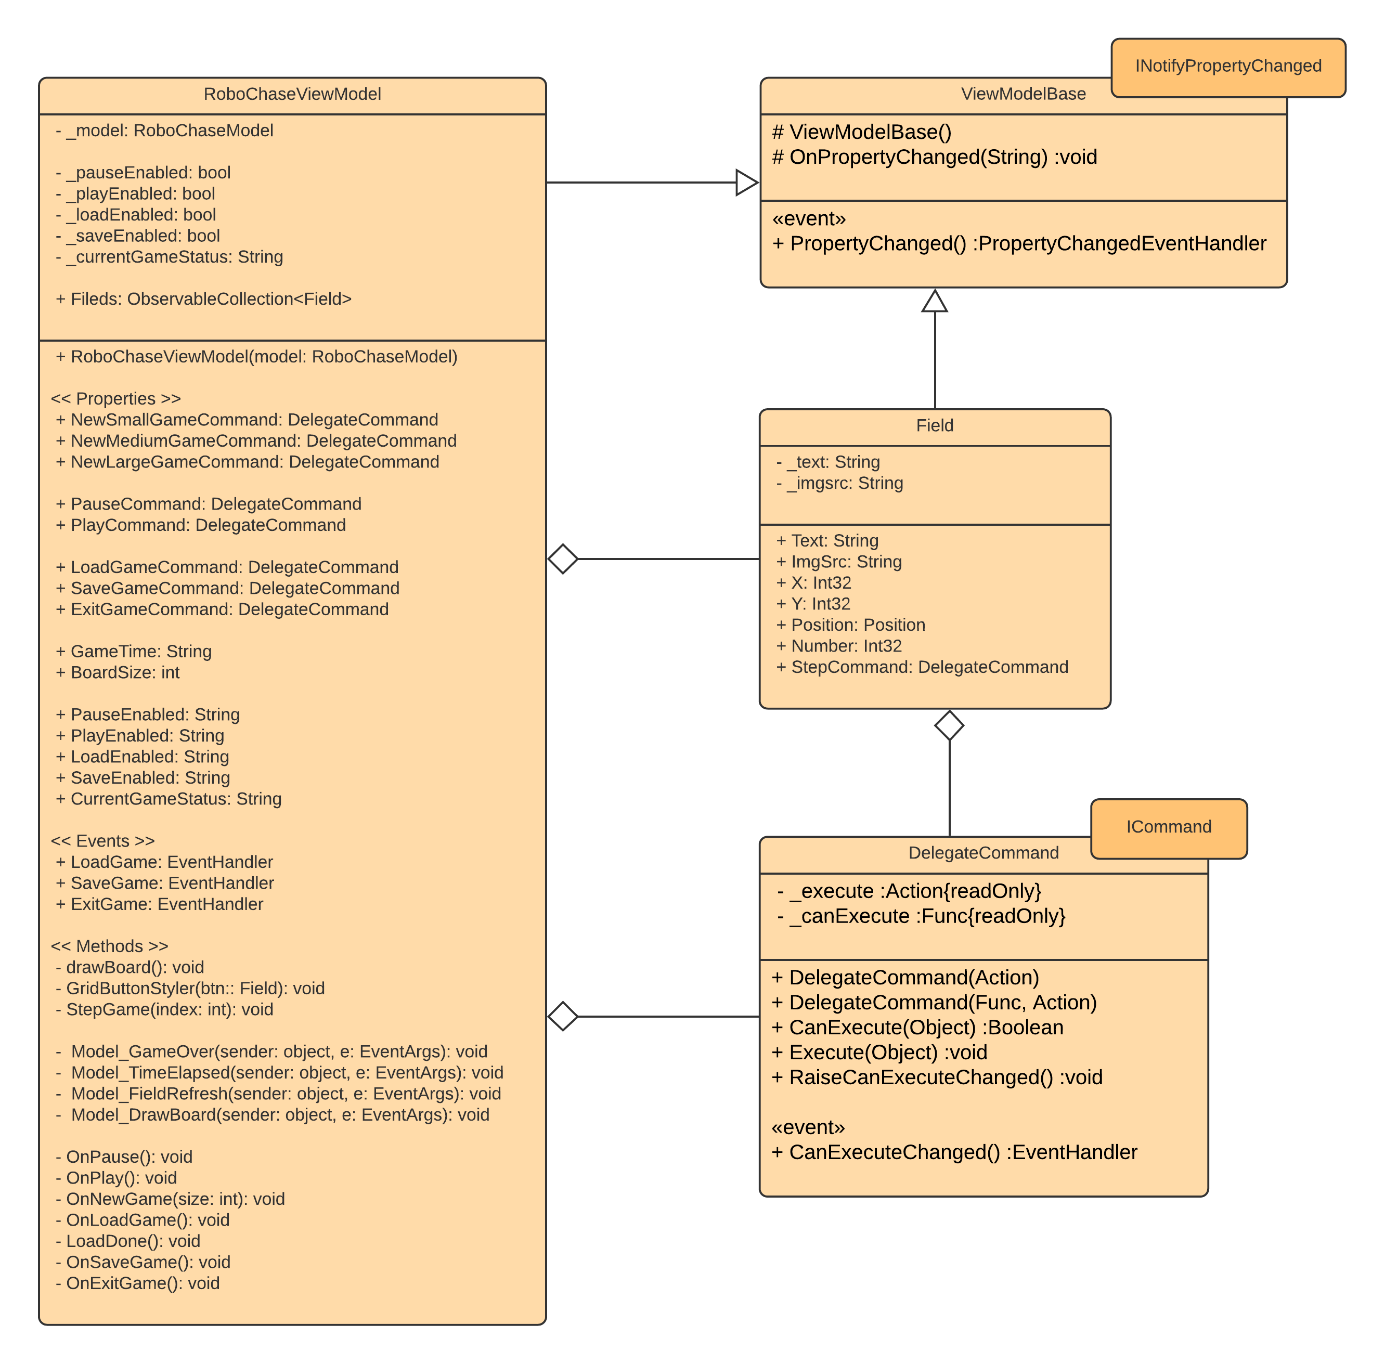 RoboChaseViewModel
- _model: RoboChaseModel
- _pauseEnabled: bool
- _playEnabled: bool
- _loadEnabled: bool
- _saveEnabled: bool
- _currentGameStatus: String
+ Fileds: ObservableCollection<Field>
+ RoboChaseViewModel(model: RoboChaseModel)
<< Properties >>
+ NewSmallGameCommand: DelegateCommand
+ NewMediumGameCommand: DelegateCommand
+ NewLargeGameCommand: DelegateCommand
+ PauseCommand: DelegateCommand
+ PlayCommand: DelegateCommand
+ LoadGameCommand: DelegateCommand
+ SaveGameCommand: DelegateCommand
+ ExitGameCommand: DelegateCommand
+ GameTime: String
+ BoardSize: int
+ PauseEnabled: String
+ PlayEnabled: String
+ LoadEnabled: String
+ SaveEnabled: String
+ CurrentGameStatus: String
<< Events >>
+ LoadGame: EventHandler
+ SaveGame: EventHandler
+ ExitGame: EventHandler
<< Methods >>
- drawBoard(): void
- GridButtonStyler(btn:: Field): void
- StepGame(index: int): void
- Model_GameOver(sender: object, e: EventArgs): void
- Model_TimeElapsed(sender: object, e: EventArgs): void
- Model_FieldRefresh(sender: object, e: EventArgs): void
- Model_DrawBoard(sender: object, e: EventArgs): void
- OnPause(): void
- OnPlay(): void
- OnNewGame(size: int): void
- OnLoadGame(): void
- LoadDone(): void
- OnSaveGame(): void
- OnExitGame(): void
INotifyPropertyChanged
ViewModelBase
# ViewModelBase()
# OnPropertyChanged(String) :void
«event»
+ PropertyChanged() :PropertyChangedEventHandler
Field
- _text: String
- _imgsrc: String
+ Text: String
+ ImgSrc: String
+ X: Int32
+ Y: Int32
+ Position: Position
+ Number: Int32
+ StepCommand: DelegateCommand
ICommand
DelegateCommand
- _execute :Action{readOnly}
- _canExecute :Func{readOnly}
+ DelegateCommand(Action)
+ DelegateCommand(Func, Action)
+ CanExecute(Object) :Boolean
+ Execute(Object) :void
+ RaiseCanExecuteChanged() :void
«event»
+ CanExecuteChanged() :EventHandler